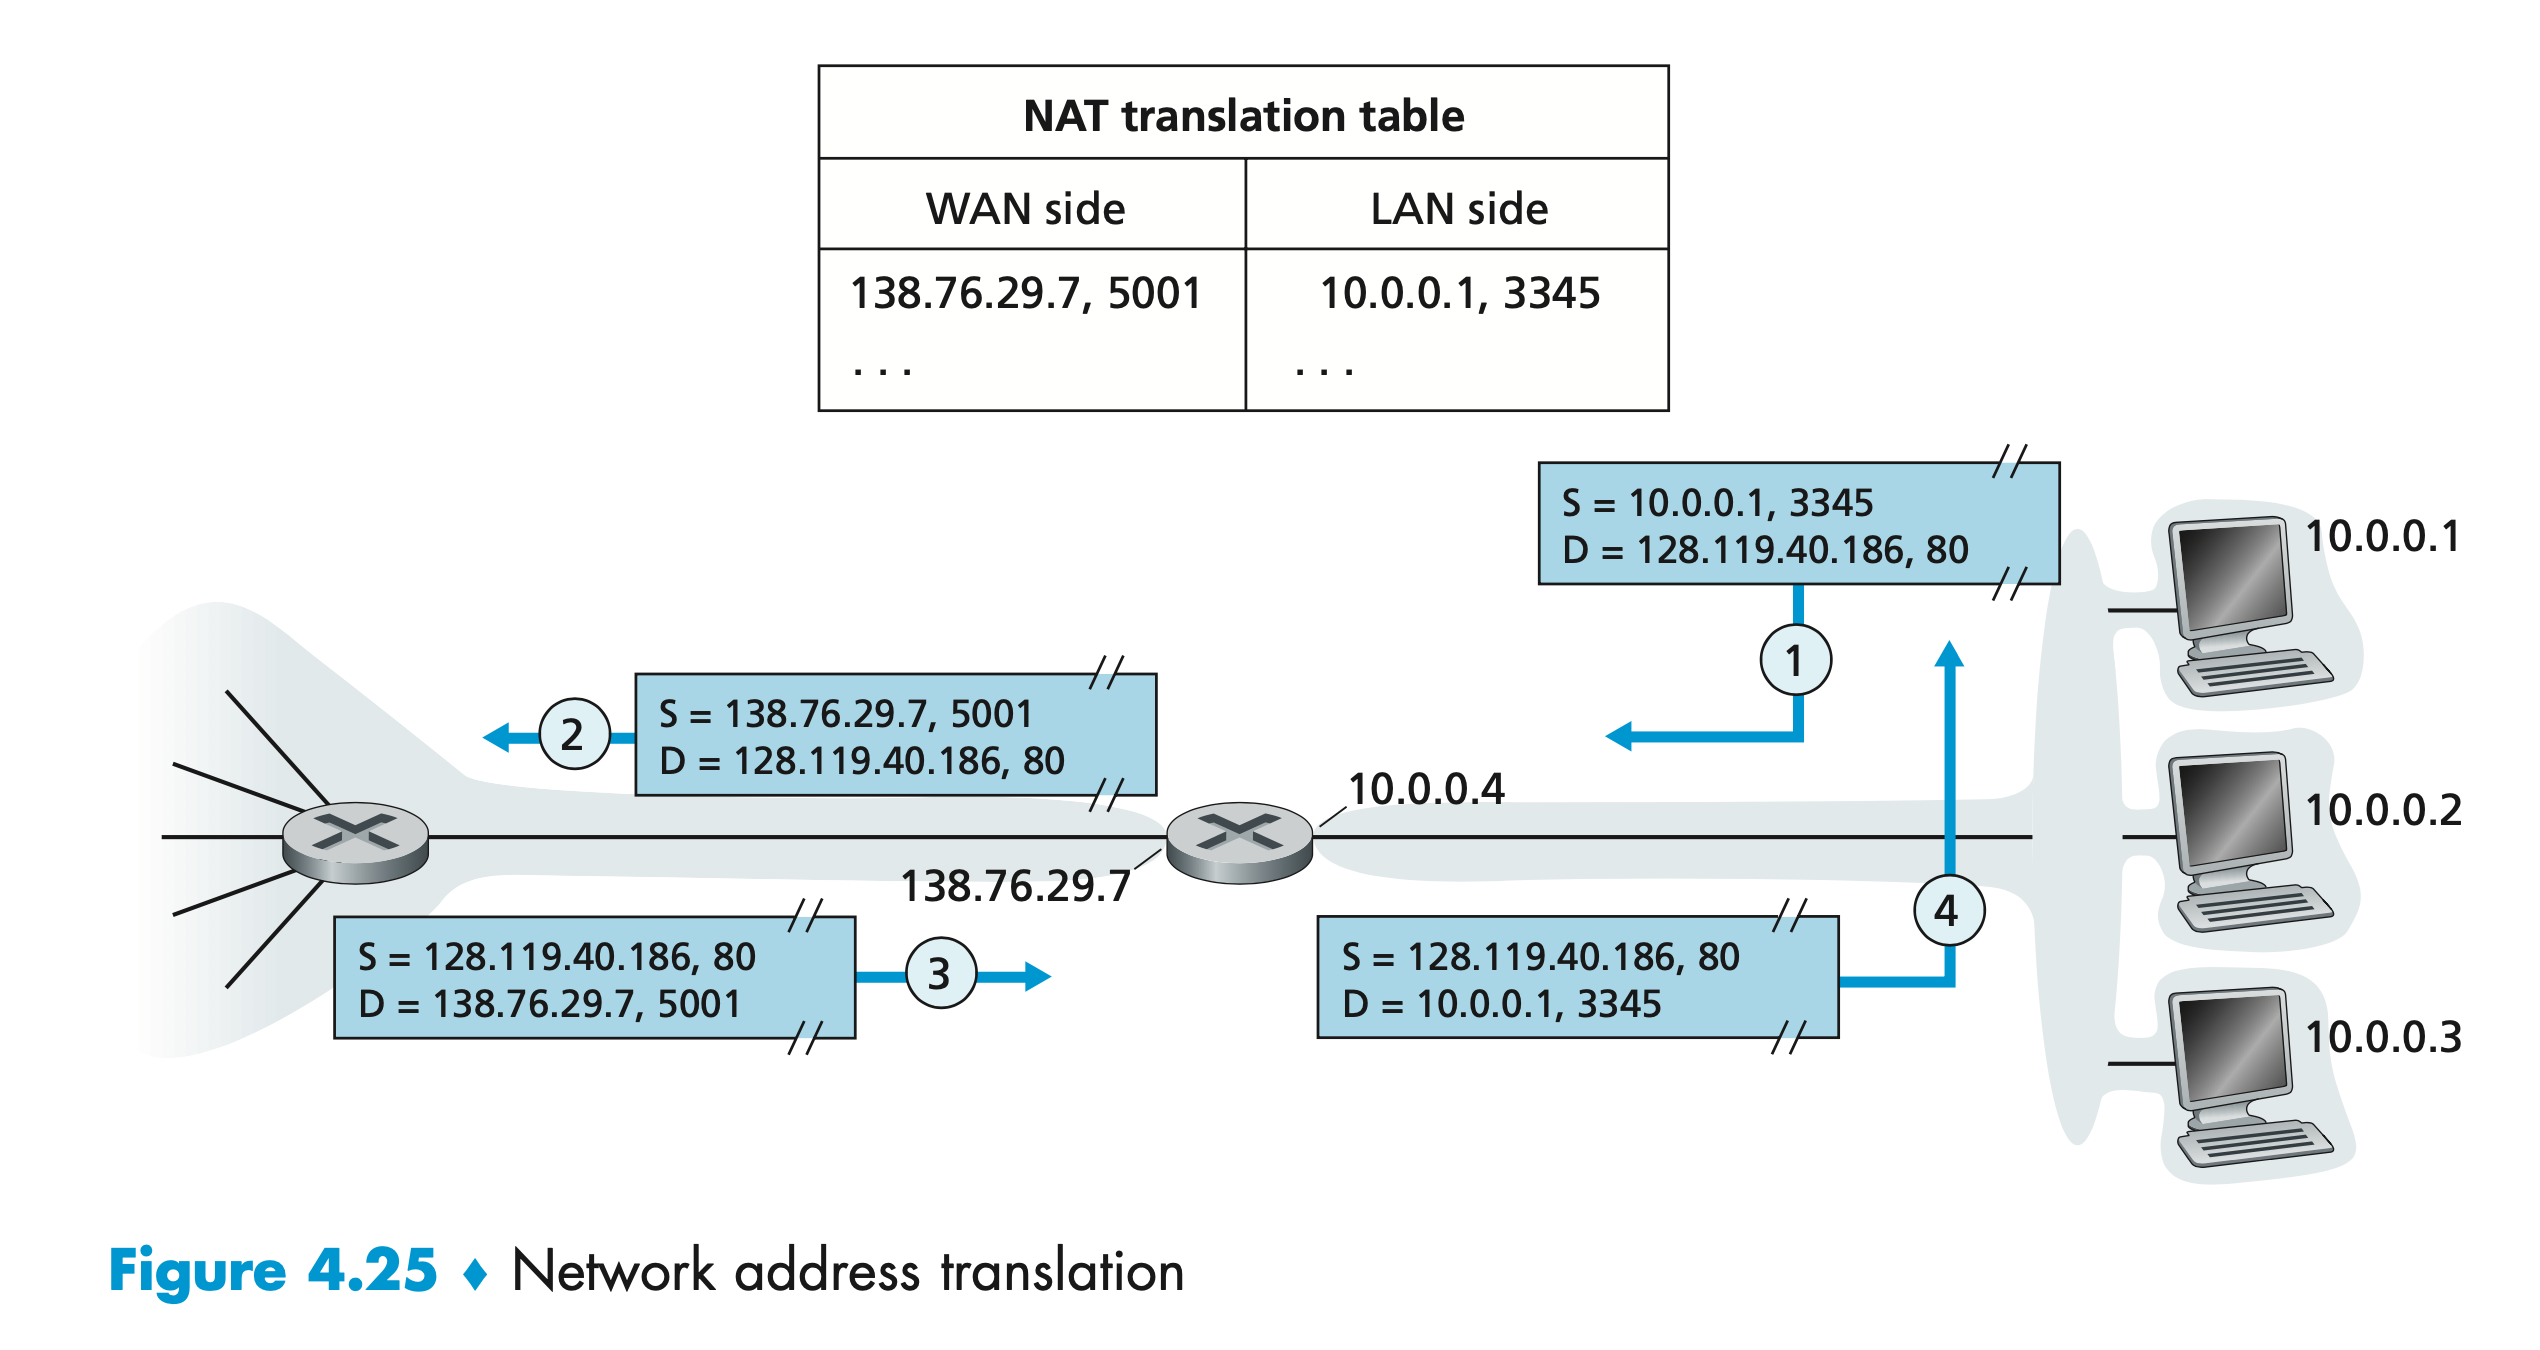 NAT translation table
WAN side LAN side
138.76.29.7, 5001 10.0.0.1, 3345
. . . . . .
S = 10.0.0.1, 3345
D = 128.119.40.186, 80
10.0.0.1
1
S = 138.76.29.7, 5001
D = 128.119.40.186, 80
2
10.0.0.4
10.0.0.2
138.76.29.7
4
S = 128.119.40.186, 80
D = 138.76.29.7, 5001
3
S = 128.119.40.186, 80
D = 10.0.0.1, 3345
10.0.0.3
Figure 4.25 ♦ Network address translation